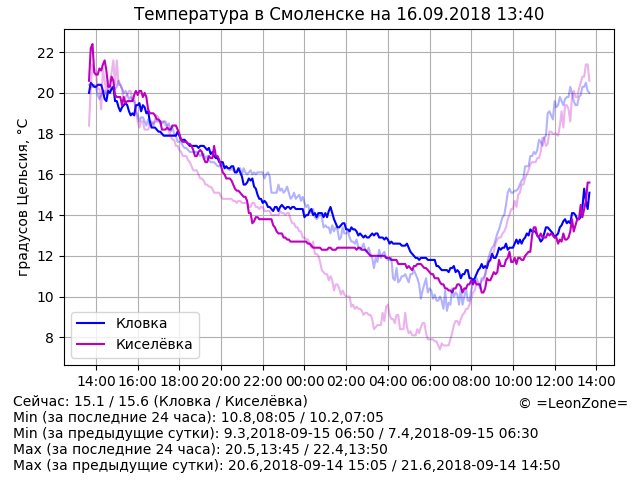 Температура в Смоленске на 16.09.2018 13:40
градусов Цельсия, °C
22
20
18
16
14
12
10
8
Кловка
Киселёвка
14:00 16:00 18:00 20:00 22:00 00:00 02:00 04:00 06:00 08:00 10:00 12:00 14:00
Сейчас: 15.1 / 15.6 (Кловка / Киселёвка)
© =LeonZone=
Min (за последние 24 часа): 10.8,08:05 / 10.2,07:05
Min (за предыдущие сутки): 9.3,2018-09-15 06:50 / 7.4,2018-09-15 06:30
Max (за последние 24 часа): 20.5,13:45 / 22.4,13:50
Max (за предыдущие сутки): 20.6,2018-09-14 15:05 / 21.6,2018-09-14 14:50